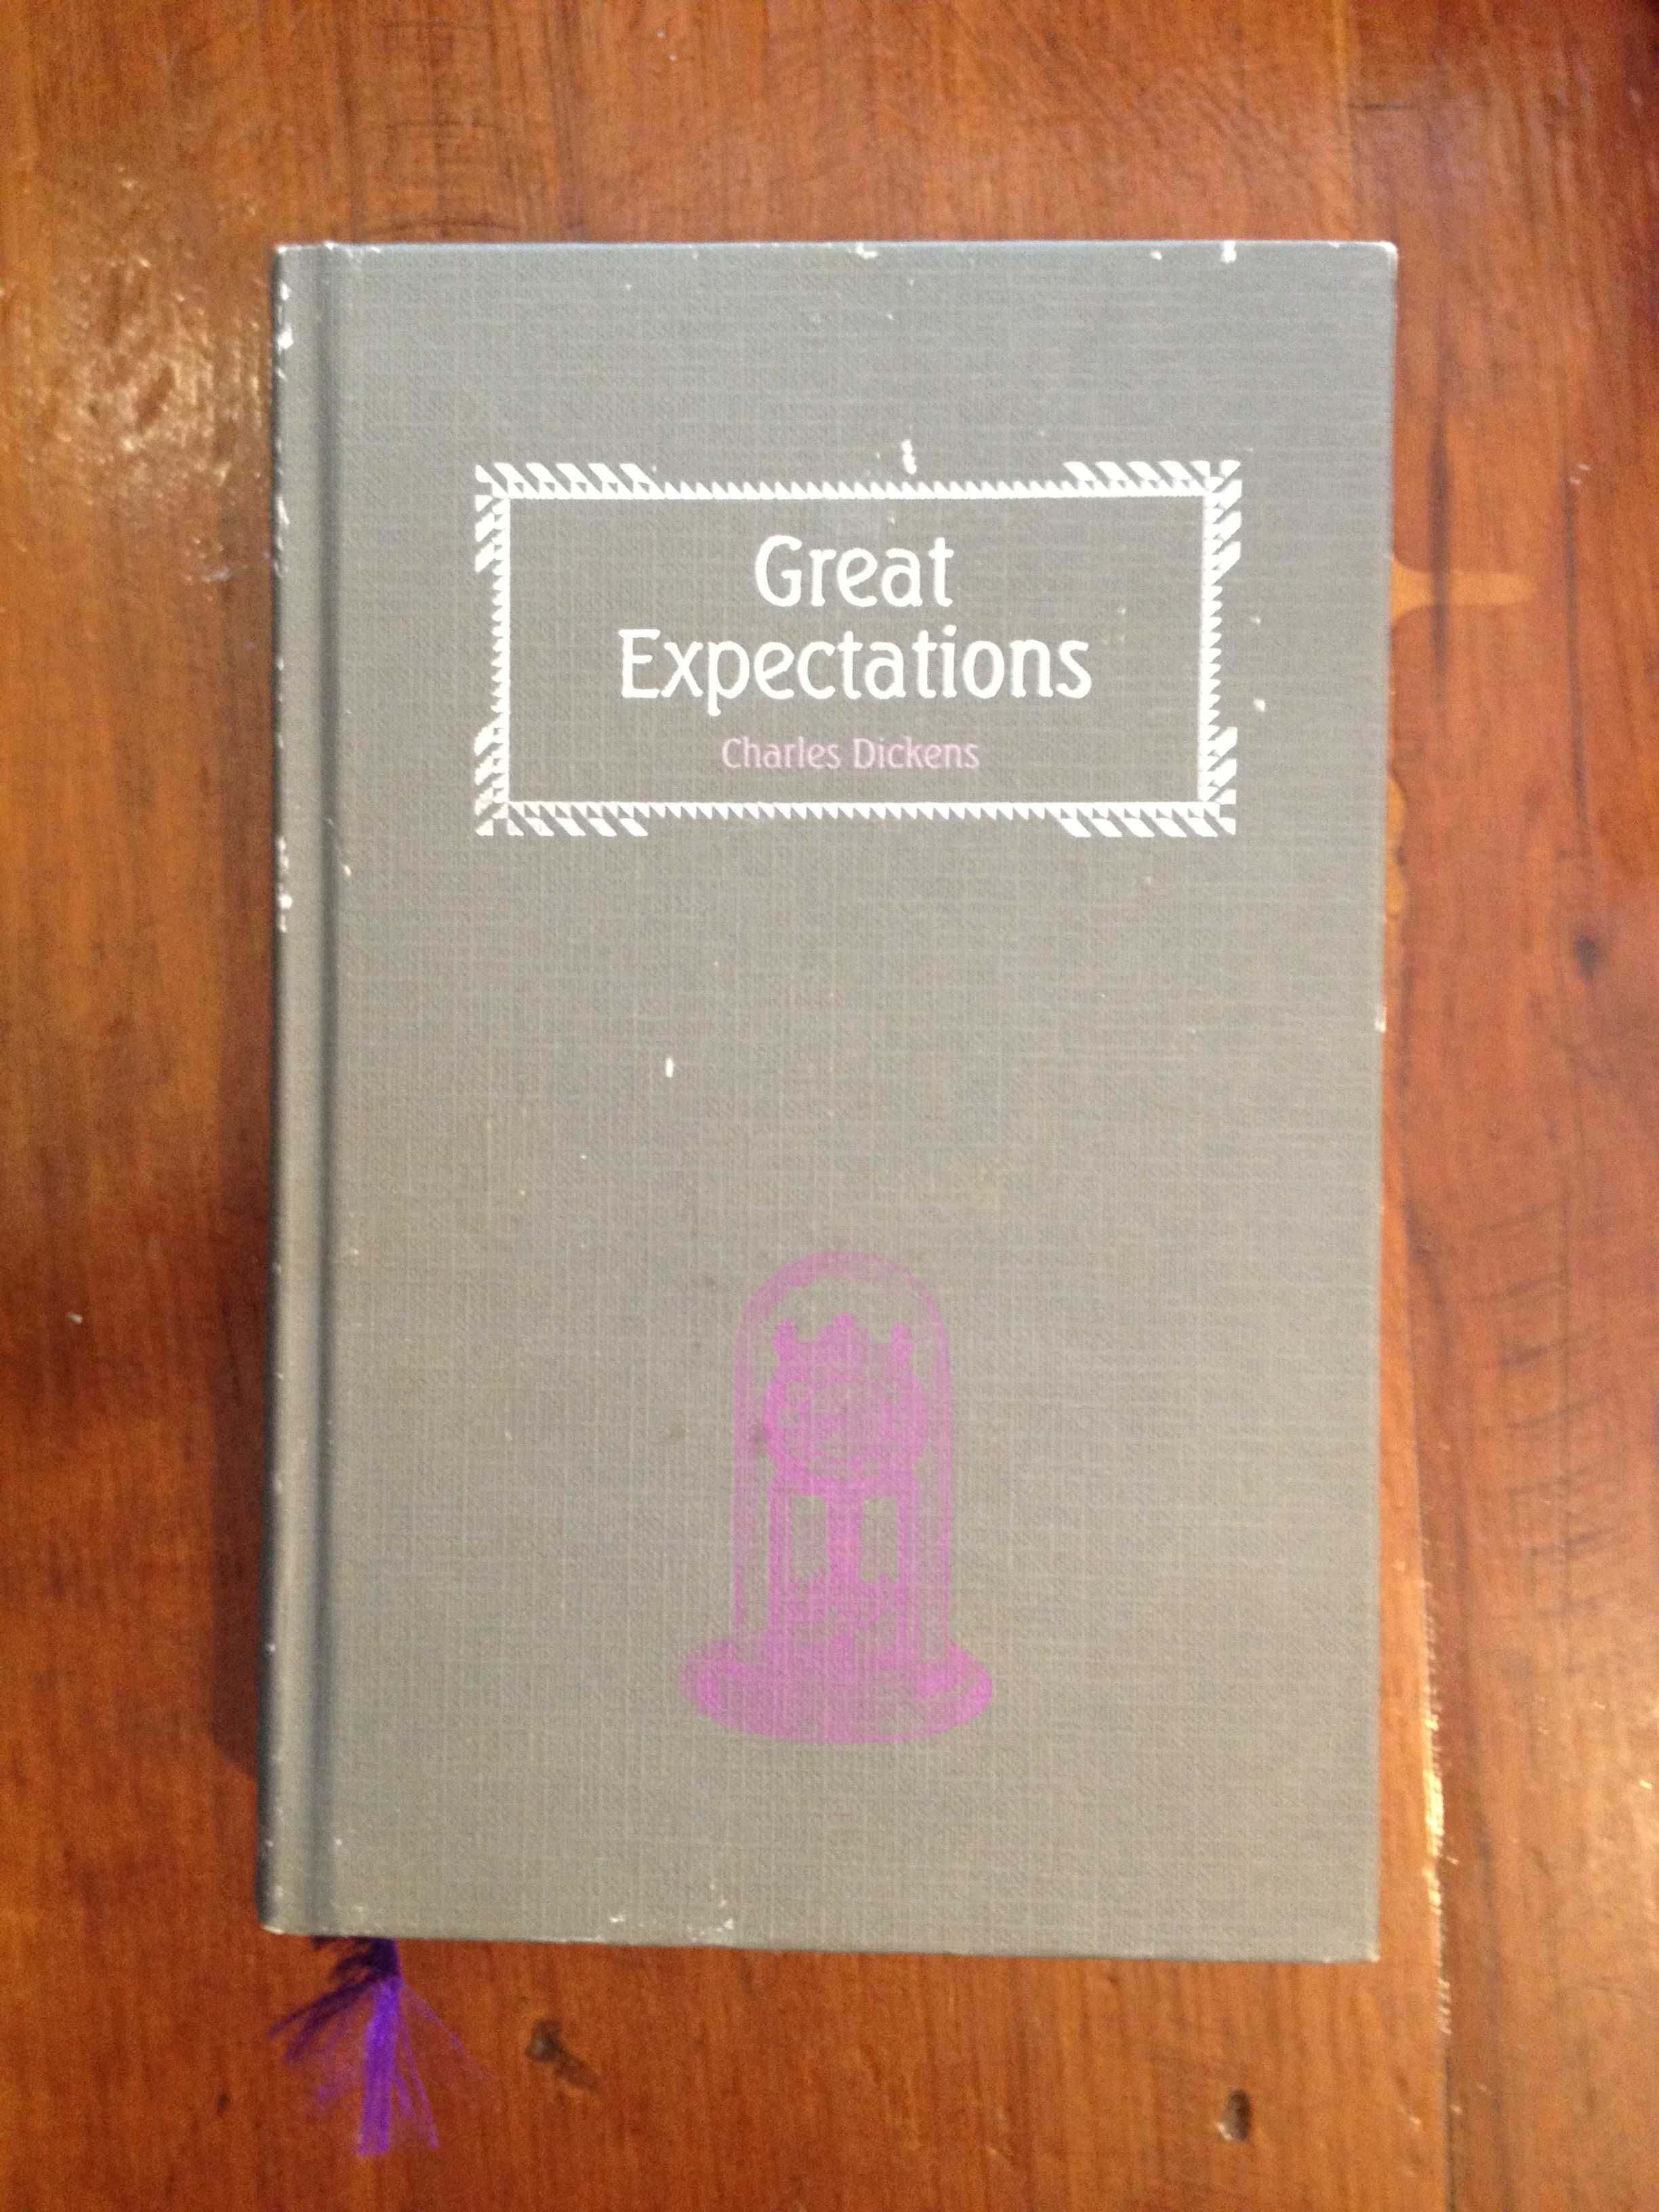 Great
Expectations
Charles Dickens